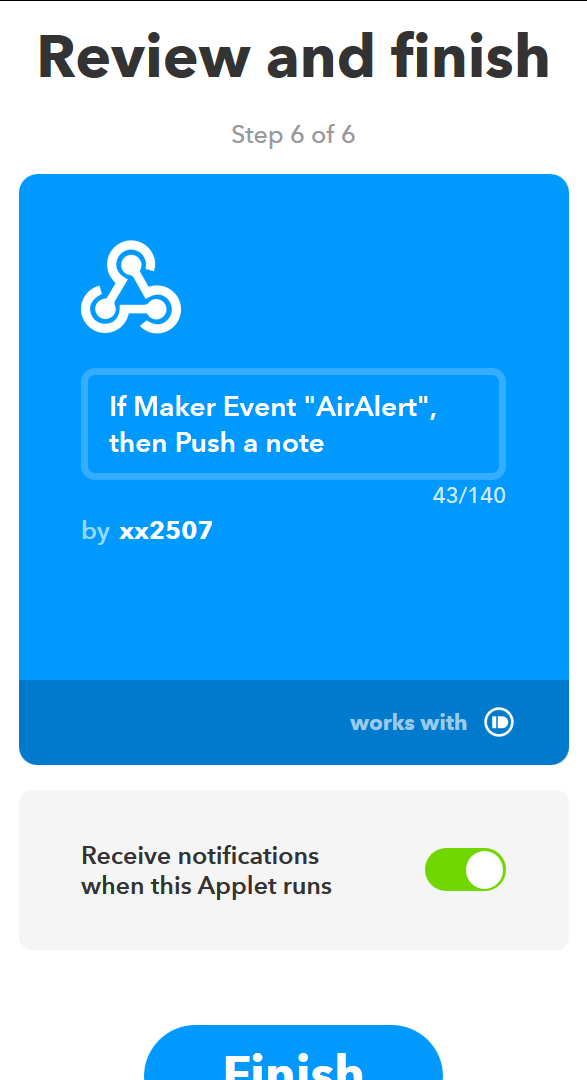 Review and finish
Step 6 of 6
If Maker Event "AirAlert",
then Push a note
43/140
by xx2507
works with
Receive notifications
when this Applet runs
Finish